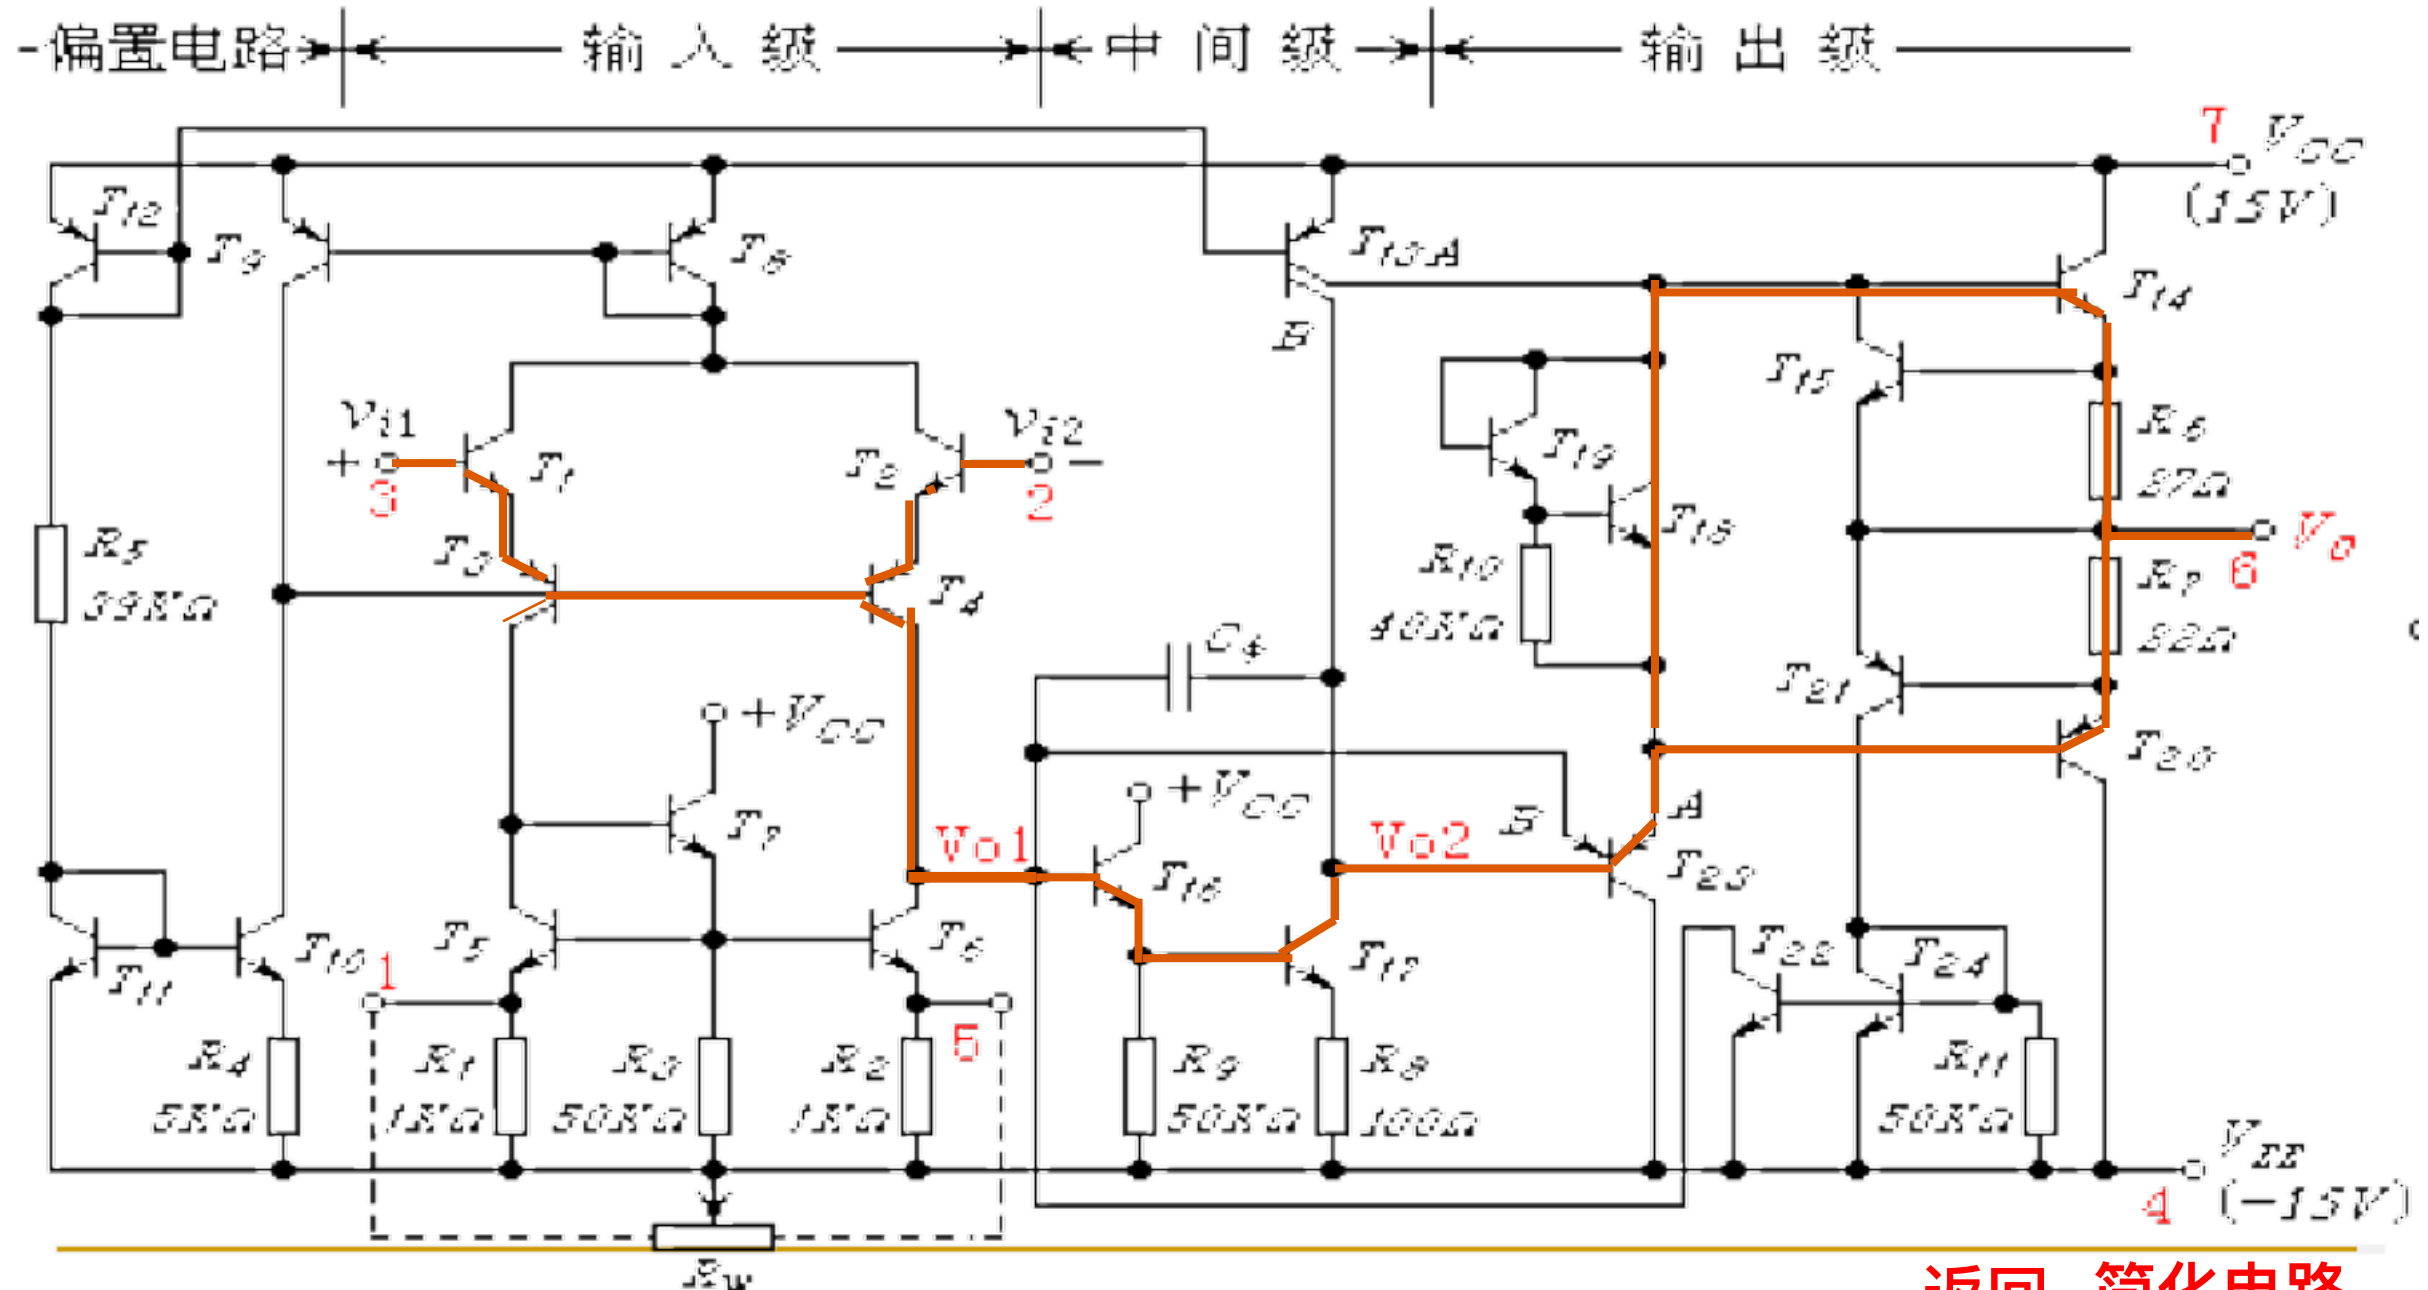 偏置电路 输入级 中间级 输出级
7 VCC
(15V)
T12 T9 T8 T13A T14
B
T15
Vi1 Vi2
+ T1 T2 −
3 2
T19 R6
27Ω
T18
T3 T4
R5
39KΩ
R10
40KΩ
Vo
6
R7
22Ω
C4
T21
+VCC
T20
+VCC
T7
Vo1 Vo2 B A
T16 T23
T11 T10 T5 T6 T17 T22 T24
1 5
R4
5KΩ
R1
1KΩ
R3
50KΩ
R2
1KΩ
R9
50KΩ
R8
100Ω
R11
50KΩ
VEE
4 (−15V)
RW
返回 简化电路